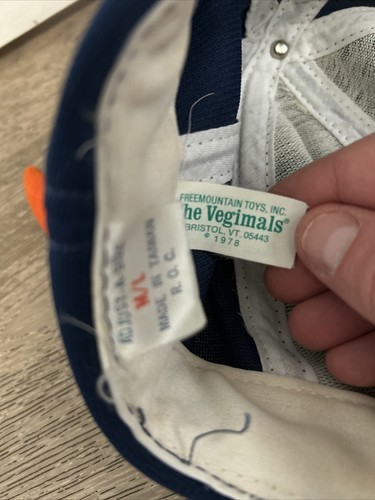 FREEMOUNTAIN TOYS, INC.
The Vegimals®
BRISTOL, VT. 05443
© 1978
M/L
MADE IN TAIWAN
R.O.C.